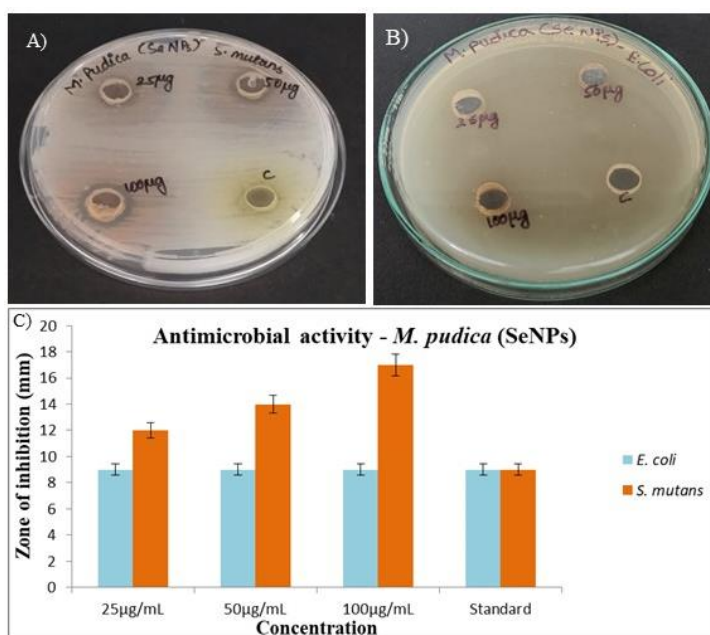 A)
M. Pudica (SeNPs) S. mutans
25µg
50µg
100µg
C
B)
M. Pudica (SeNPs) - E.coli
25µg
50µg
100µg
C
C)
Antimicrobial activity - M. pudica (SeNPs)
Zone of inhibition (mm)
20
18
16
14
12
10
8
6
4
2
0
E. coli
S. mutans
25µg/mL
50µg/mL
100µg/mL
Standard
Concentration